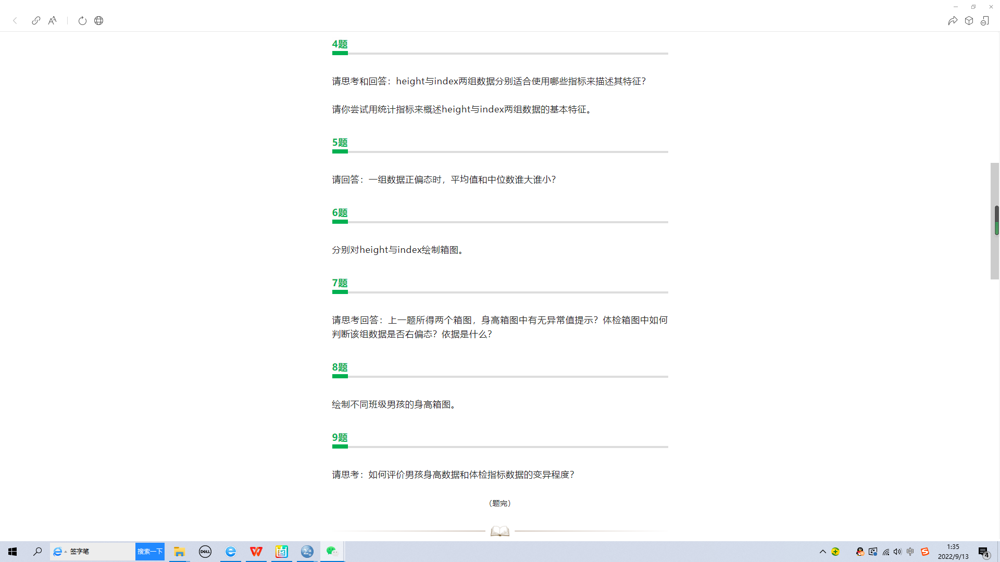 4题
请思考和回答：height与index两组数据分别适合使用哪些指标来描述其特征？
请你尝试用统计指标来概述height与index两组数据的基本特征。
5题
请回答：一组数据正偏态时，平均值和中位数谁大谁小？
6题
分别对height与index绘制箱图。
7题
请思考回答：上一题所得两个箱图，身高箱图中有无异常值提示？体检箱图中如何
判断该组数据是否右偏态？依据是什么？
8题
绘制不同班级男孩的身高箱图。
9题
请思考：如何评价男孩身高数据和体检指标数据的变异程度？
（题完）
签字笔
搜索一下
DELL
中
1:35
2022/9/13
4